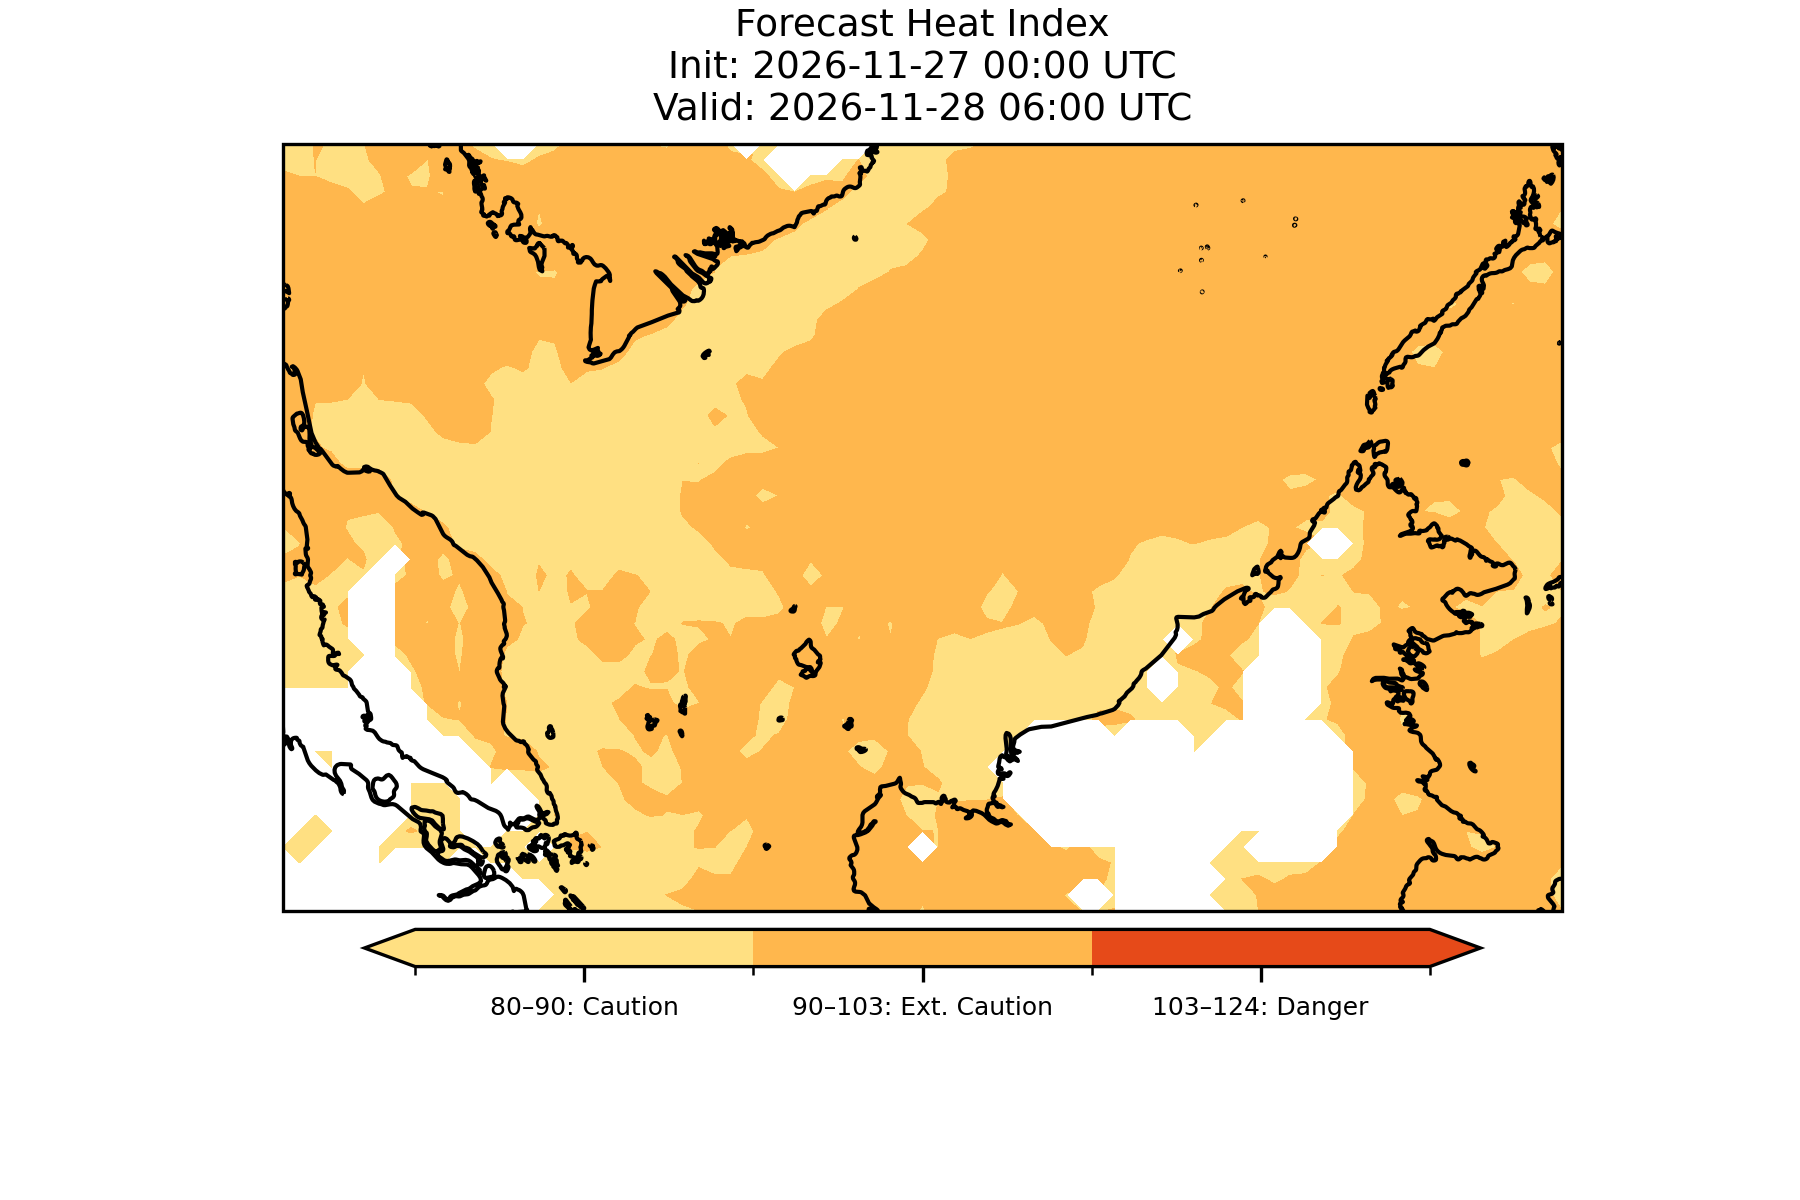 Forecast Heat Index
Init: 2026-11-27 00:00 UTC
Valid: 2026-11-28 06:00 UTC
80–90: Caution
90–103: Ext. Caution
103–124: Danger